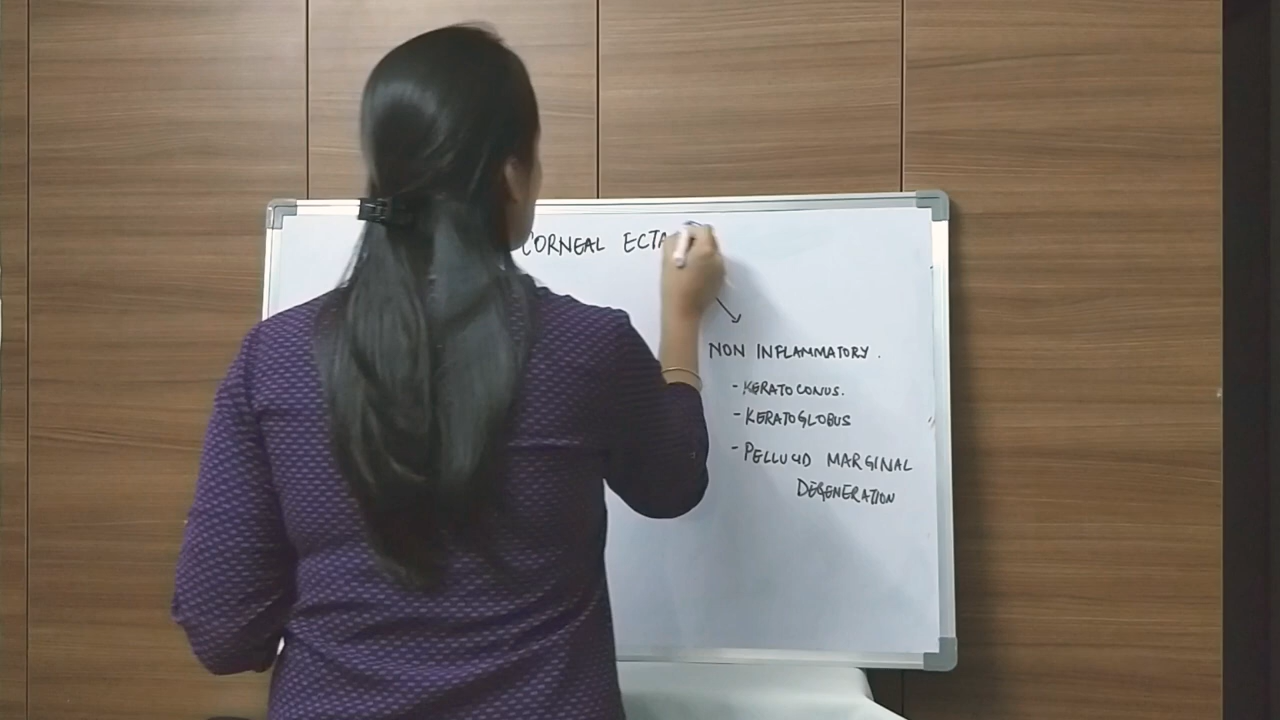 CORNEAL ECTA
NON INFLAMMATORY.
- KERATOCONUS.
- KERATOGLOBUS
- PELLUCID MARGINAL
DEGENERATION